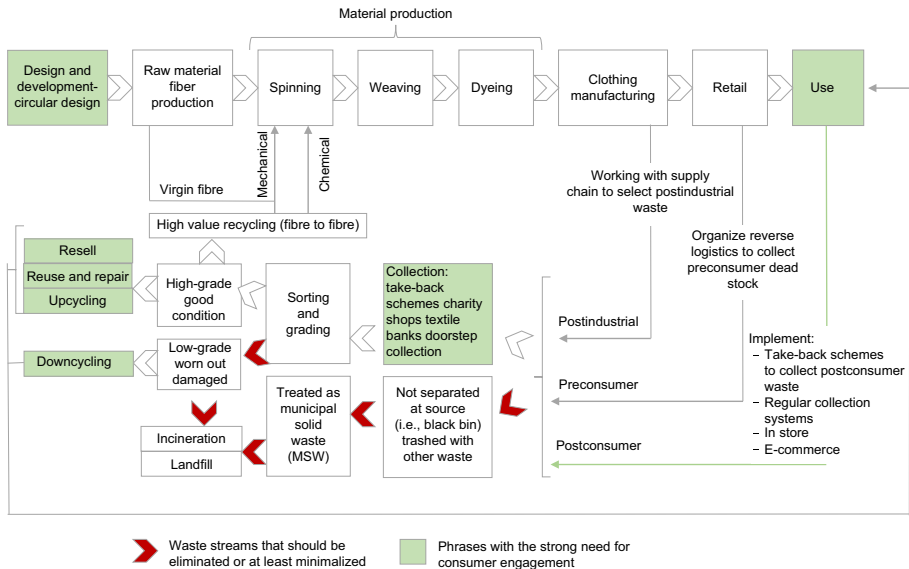 Material production
Design and
development-
circular design
Raw material
fiber
production
Spinning
Weaving
Dyeing
Clothing
manufacturing
Retail
Use
Mechanical
Chemical
Virgin fibre
Working with supply
chain to select postindustrial
waste
High value recycling (fibre to fibre)
Organize reverse
logistics to collect
preconsumer dead
stock
Resell
Reuse and repair
Upcycling
High-grade
good
condition
Sorting
and
grading
Collection:
take-back
schemes charity
shops textile
banks doorstep
collection
Postindustrial
Downcycling
Low-grade
worn out
damaged
Implement:
– Take-back schemes
to collect postconsumer
waste
– Regular collection
systems
– In store
– E-commerce
Preconsumer
Treated as
municipal
solid
waste
(MSW)
Not separated
at source
(i.e., black bin)
trashed with
other waste
Incineration
Landfill
Postconsumer
Waste streams that should be
eliminated or at least minimalized
Phrases with the strong need for
consumer engagement